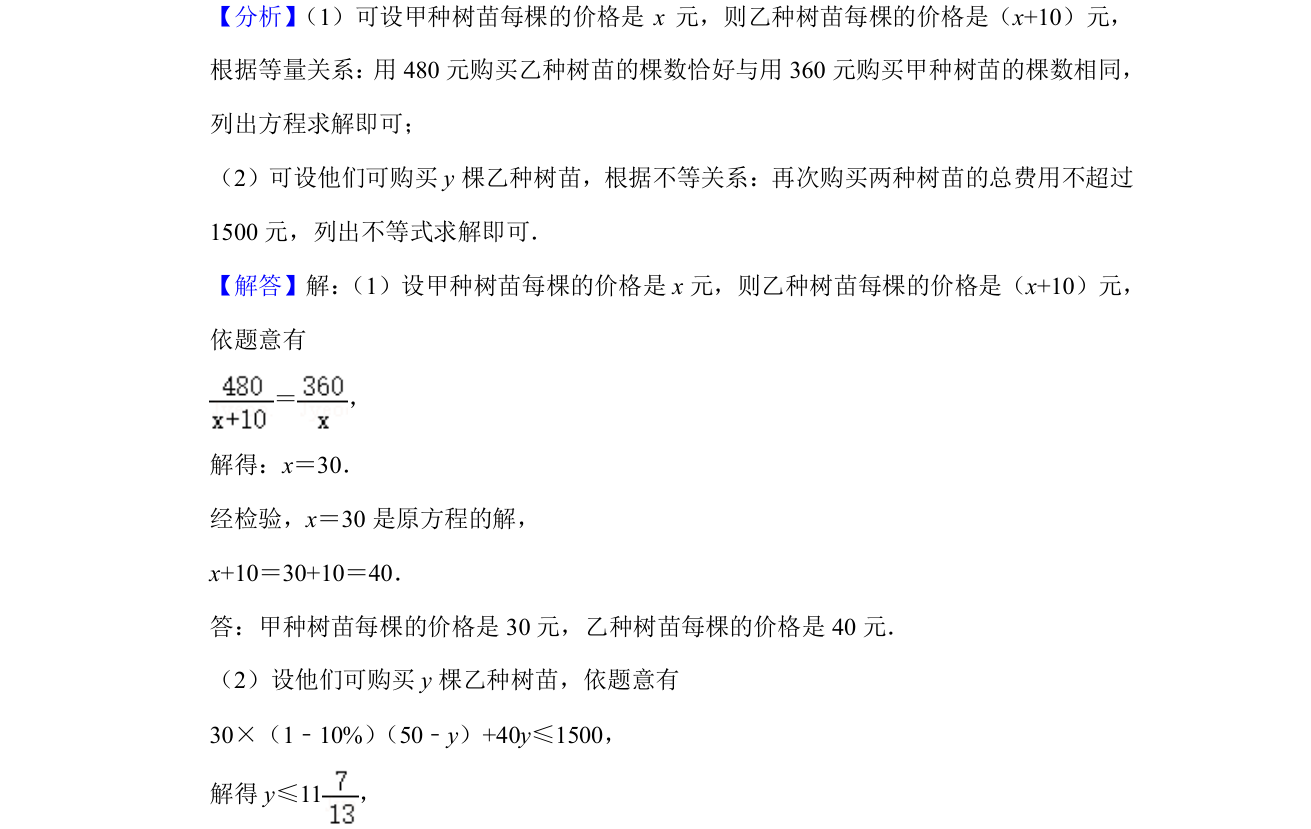 【分析】（1）可设甲种树苗每棵的价格是 x 元，则乙种树苗每棵的价格是（x+10）元，
根据等量关系：用 480 元购买乙种树苗的棵数恰好与用 360 元购买甲种树苗的棵数相同，
列出方程求解即可；
（2）可设他们可购买 y 棵乙种树苗，根据不等关系：再次购买两种树苗的总费用不超过
1500 元，列出不等式求解即可．
【解答】解：（1）设甲种树苗每棵的价格是 x 元，则乙种树苗每棵的价格是（x+10）元，
依题意有
480/(x+10)＝360/x，
解得：x＝30．
经检验，x＝30 是原方程的解，
x+10＝30+10＝40．
答：甲种树苗每棵的价格是 30 元，乙种树苗每棵的价格是 40 元．
（2）设他们可购买 y 棵乙种树苗，依题意有
30×（1﹣10%）（50﹣y）+40y≤1500，
解得 y≤11 7/13，